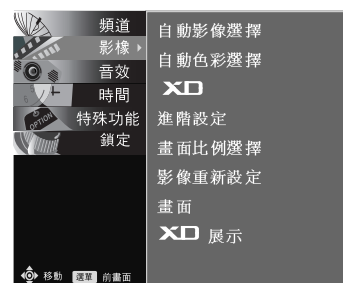 頻道
影像
音效
時間
特殊功能
OPTION
鎖定
移動 選單 前畫面
自動影像選擇
自動色彩選擇
XD
進階設定
畫面比例選擇
影像重新設定
畫面
XD 展示